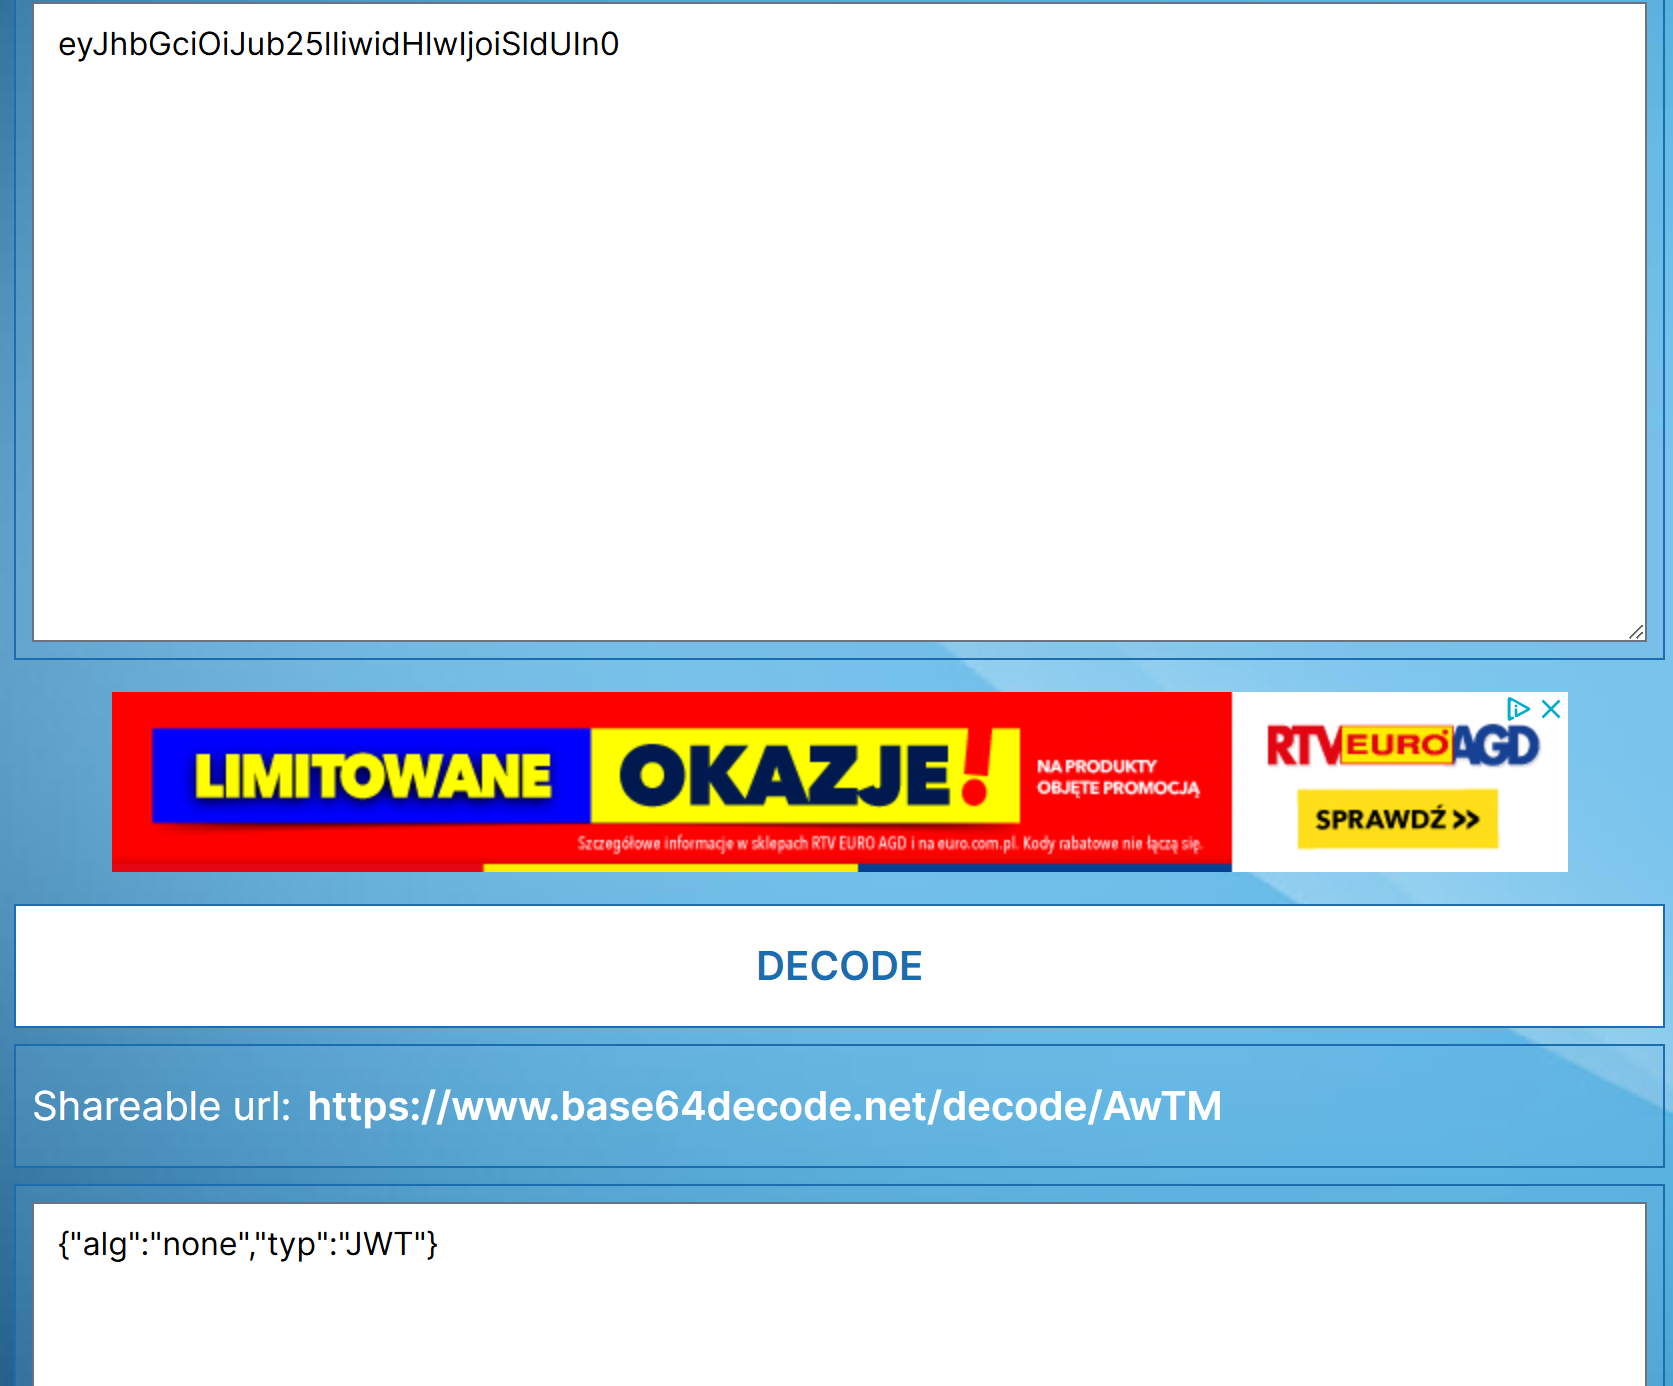 eyJhbGciOiJub25lIiwidHlwIjoiSldUIn0
LIMITOWANE OKAZJE!
NA PRODUKTY
OBJĘTE PROMOCJĄ
Szczegółowe informacje w sklepach RTV EURO AGD i na euro.com.pl. Kody rabatowe nie łączą się.
RTV EURO AGD
SPRAWDŹ >>
DECODE
Shareable url: https://www.base64decode.net/decode/AwTM
{"alg":"none","typ":"JWT"}